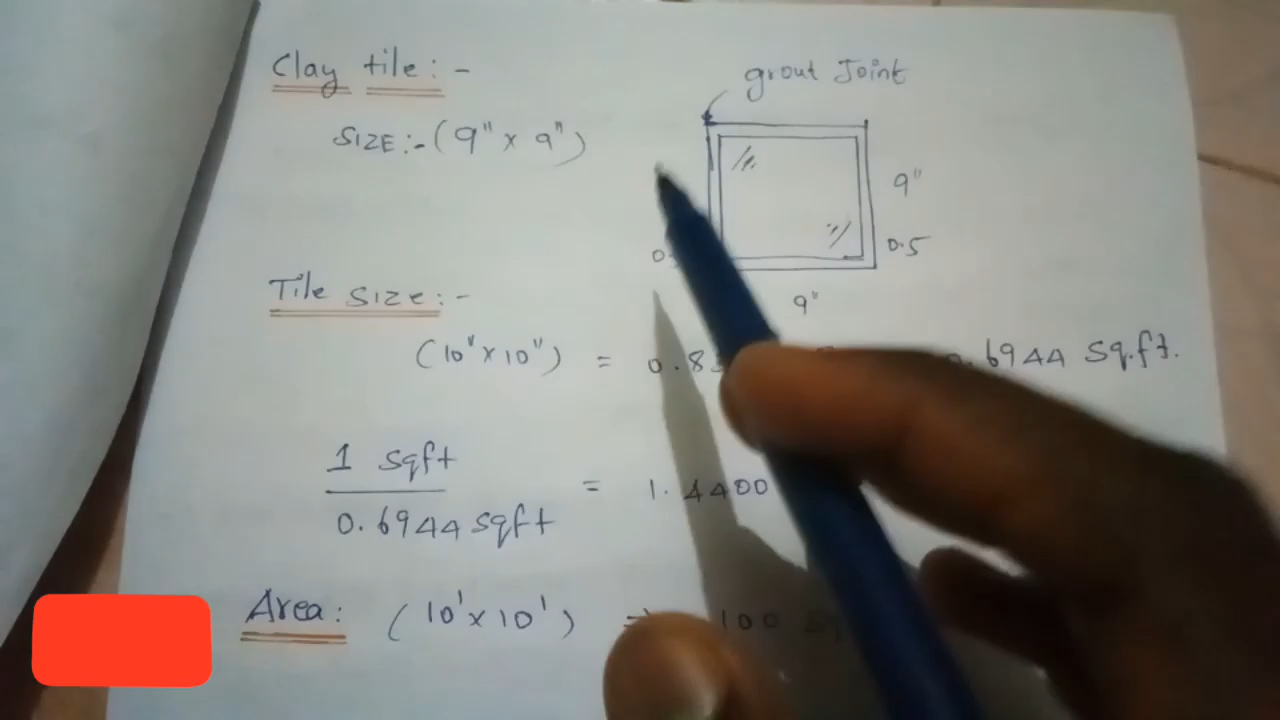 Clay tile:-
grout Joint
SIZE:-(9" x 9")
9"
0.5
9"
Tile size:-
(10" x 10") = 0.6944 Sq.ft.
1 sqft
0.6944 sqft
= 1.4400
Area: (10' x 10') 100